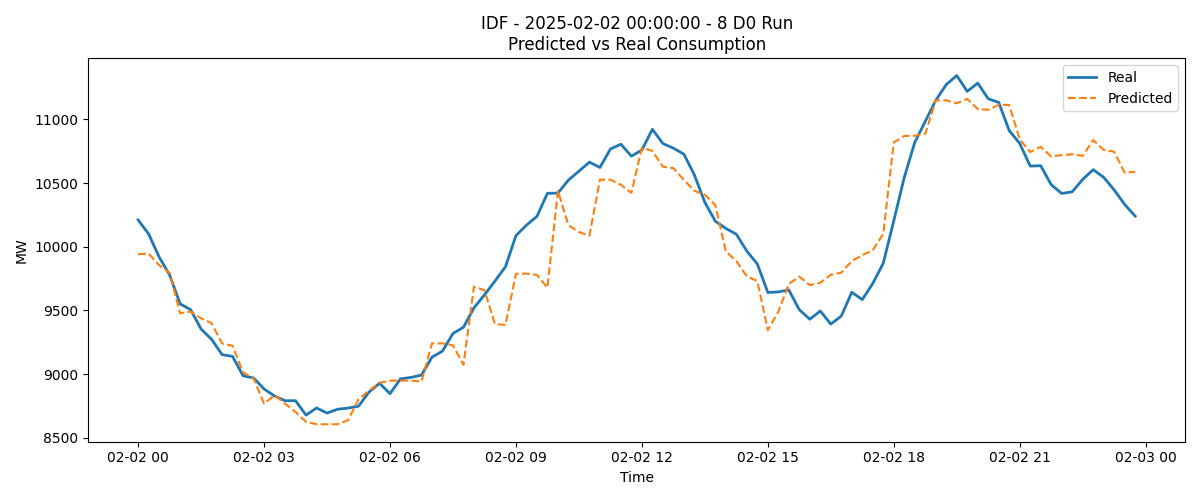 IDF - 2025-02-02 00:00:00 - 8 D0 Run
Predicted vs Real Consumption
Real
Predicted
MW
11000
10500
10000
9500
9000
8500
02-02 00
02-02 03
02-02 06
02-02 09
02-02 12
02-02 15
02-02 18
02-02 21
02-03 00
Time